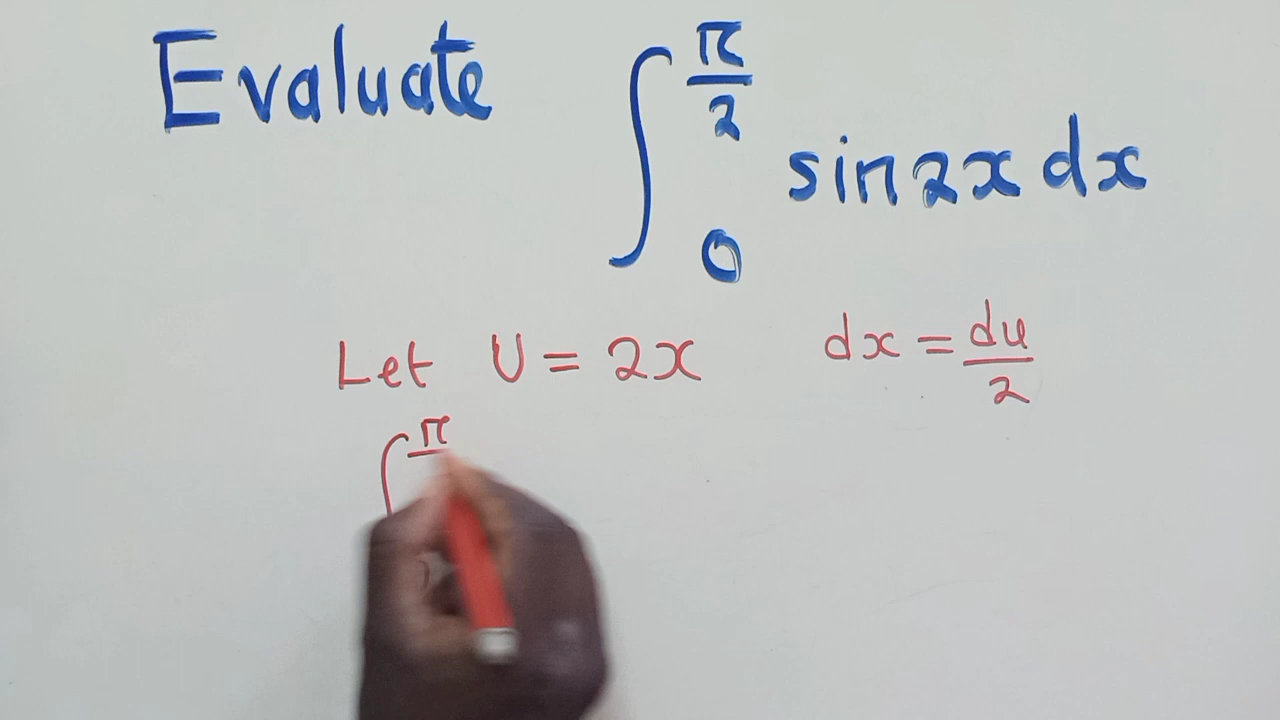 Evaluate ∫₀^(π/2) sin2x dx
Let U = 2x dx = du/2
∫ π